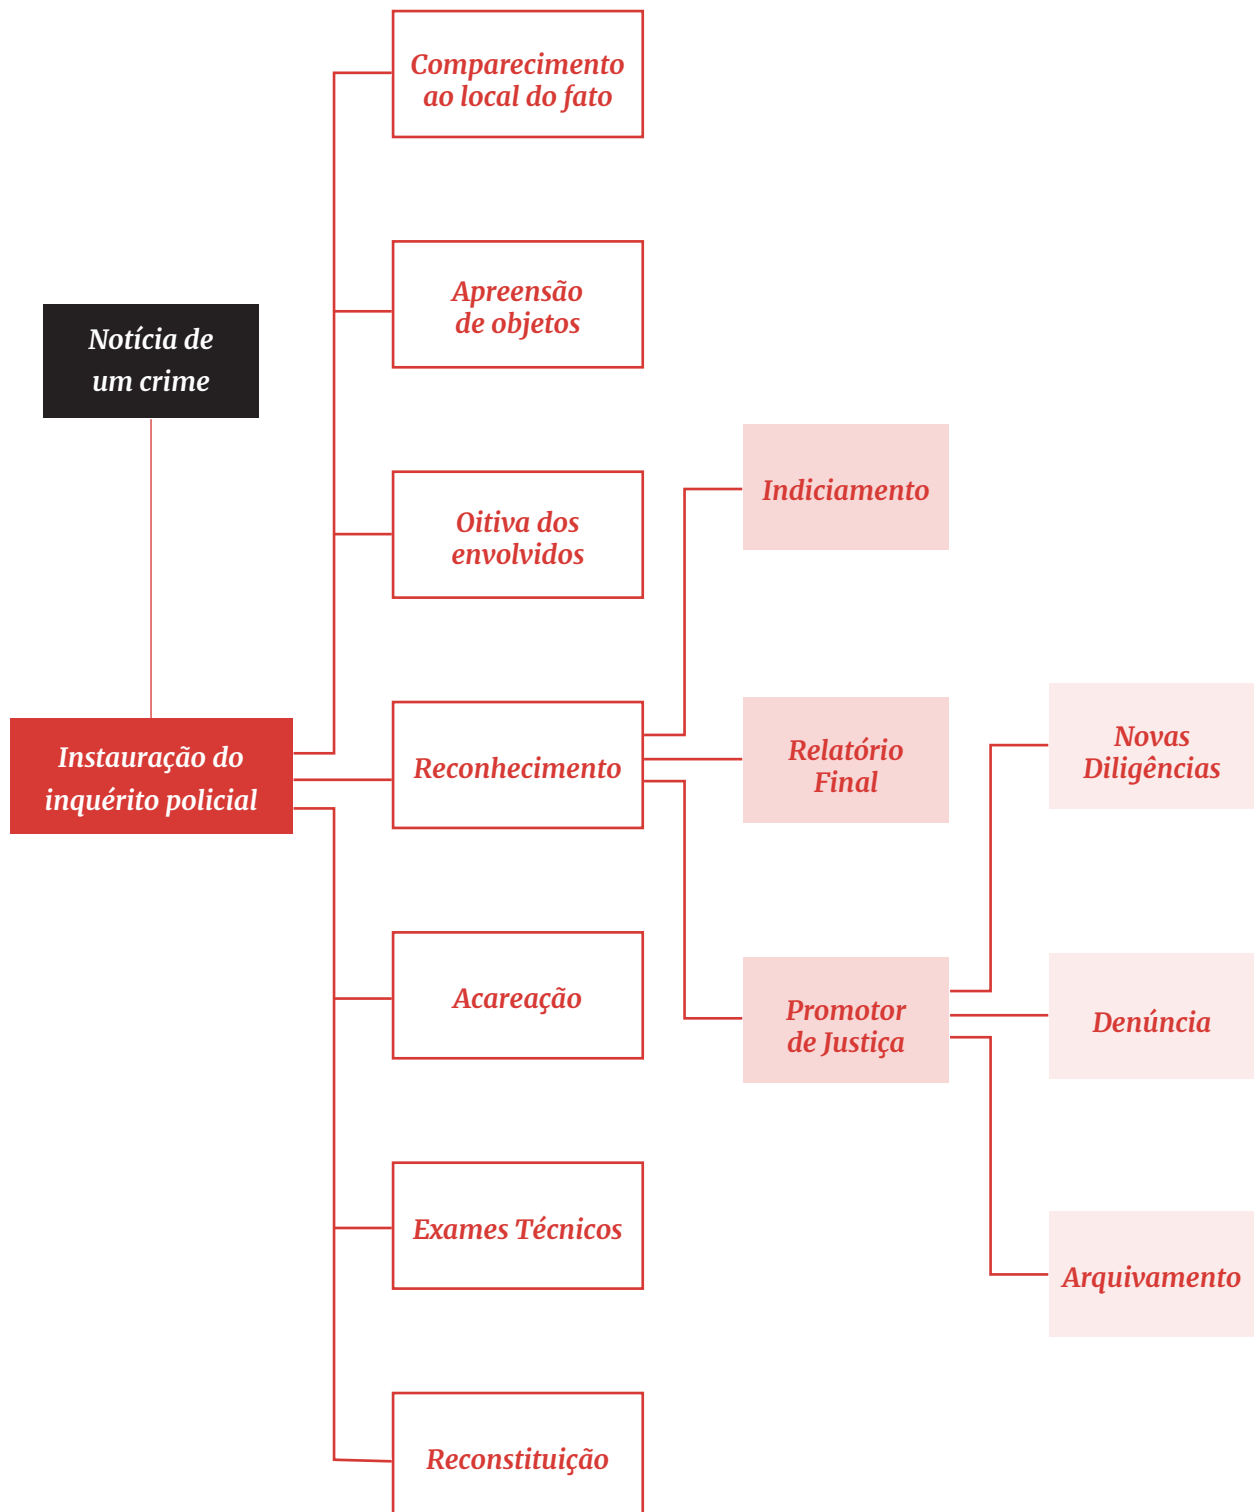 Comparecimento
ao local do fato
Apreensão
de objetos
Notícia de
um crime
Indiciamento
Oitiva dos
envolvidos
Instauração do
inquérito policial
Reconhecimento
Relatório
Final
Novas
Diligências
Acareação
Promotor
de Justiça
Denúncia
Exames Técnicos
Arquivamento
Reconstituição